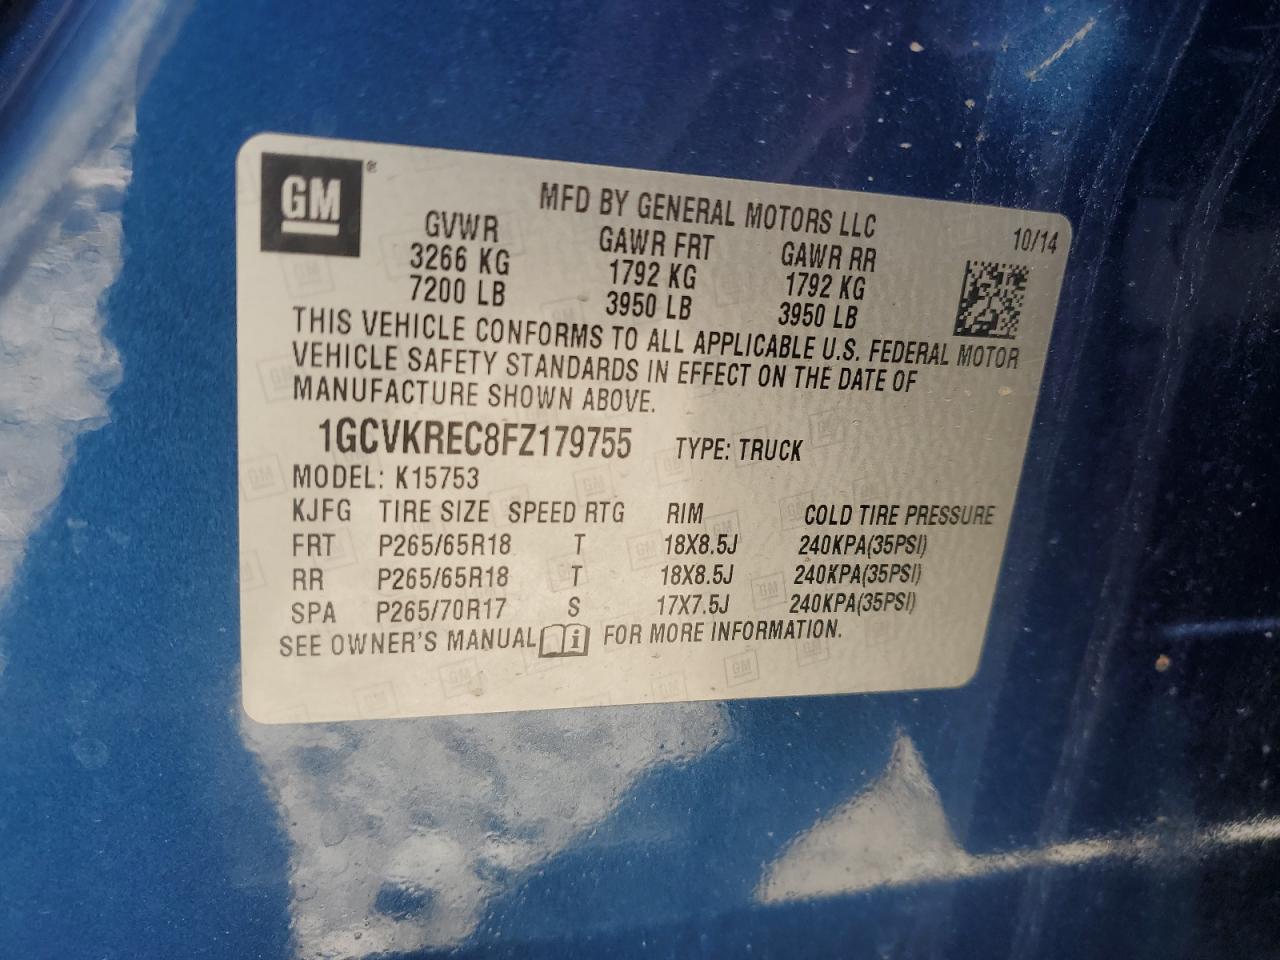 GM®
MFD BY GENERAL MOTORS LLC
10/14
GVWR GAWR FRT GAWR RR
3266 KG 1792 KG 1792 KG
7200 LB 3950 LB 3950 LB
THIS VEHICLE CONFORMS TO ALL APPLICABLE U.S. FEDERAL MOTOR
VEHICLE SAFETY STANDARDS IN EFFECT ON THE DATE OF
MANUFACTURE SHOWN ABOVE.
1GCVKREC8FZ179755 TYPE: TRUCK
MODEL: K15753
KJFG TIRE SIZE SPEED RTG RIM COLD TIRE PRESSURE
FRT P265/65R18 T 18X8.5J 240KPA(35PSI)
RR P265/65R18 T 18X8.5J 240KPA(35PSI)
SPA P265/70R17 S 17X7.5J 240KPA(35PSI)
SEE OWNER'S MANUAL i FOR MORE INFORMATION.